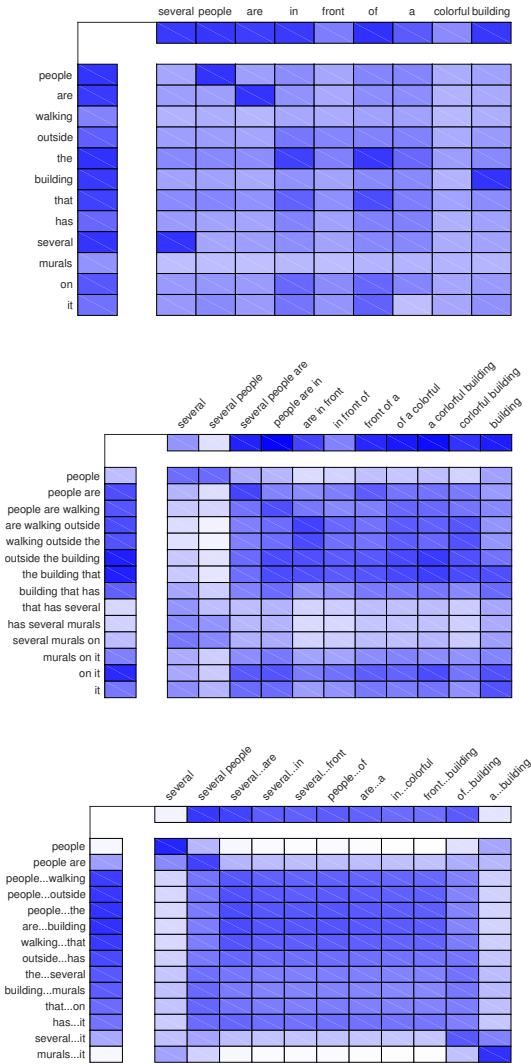 several people are in front of a colorful building
people
are
walking
outside
the
building
that
has
several
murals
on
it
several
several people
several people are
people are in
are in front
in front of
front of a
of a colorful
a corlorful building
corlorful building
building
people
people are
people are walking
are walking outside
walking outside the
outside the building
the building that
building that has
that has several
has several murals
several murals on
murals on it
on it
it
several
several people
several...are
several...in
several...front
people...of
are...a
in...colorful
front...building
of...building
a...building
people
people are
people...walking
people...outside
people...the
are...building
walking...that
outside...has
the...several
building...murals
that...on
has...it
several...it
murals...it